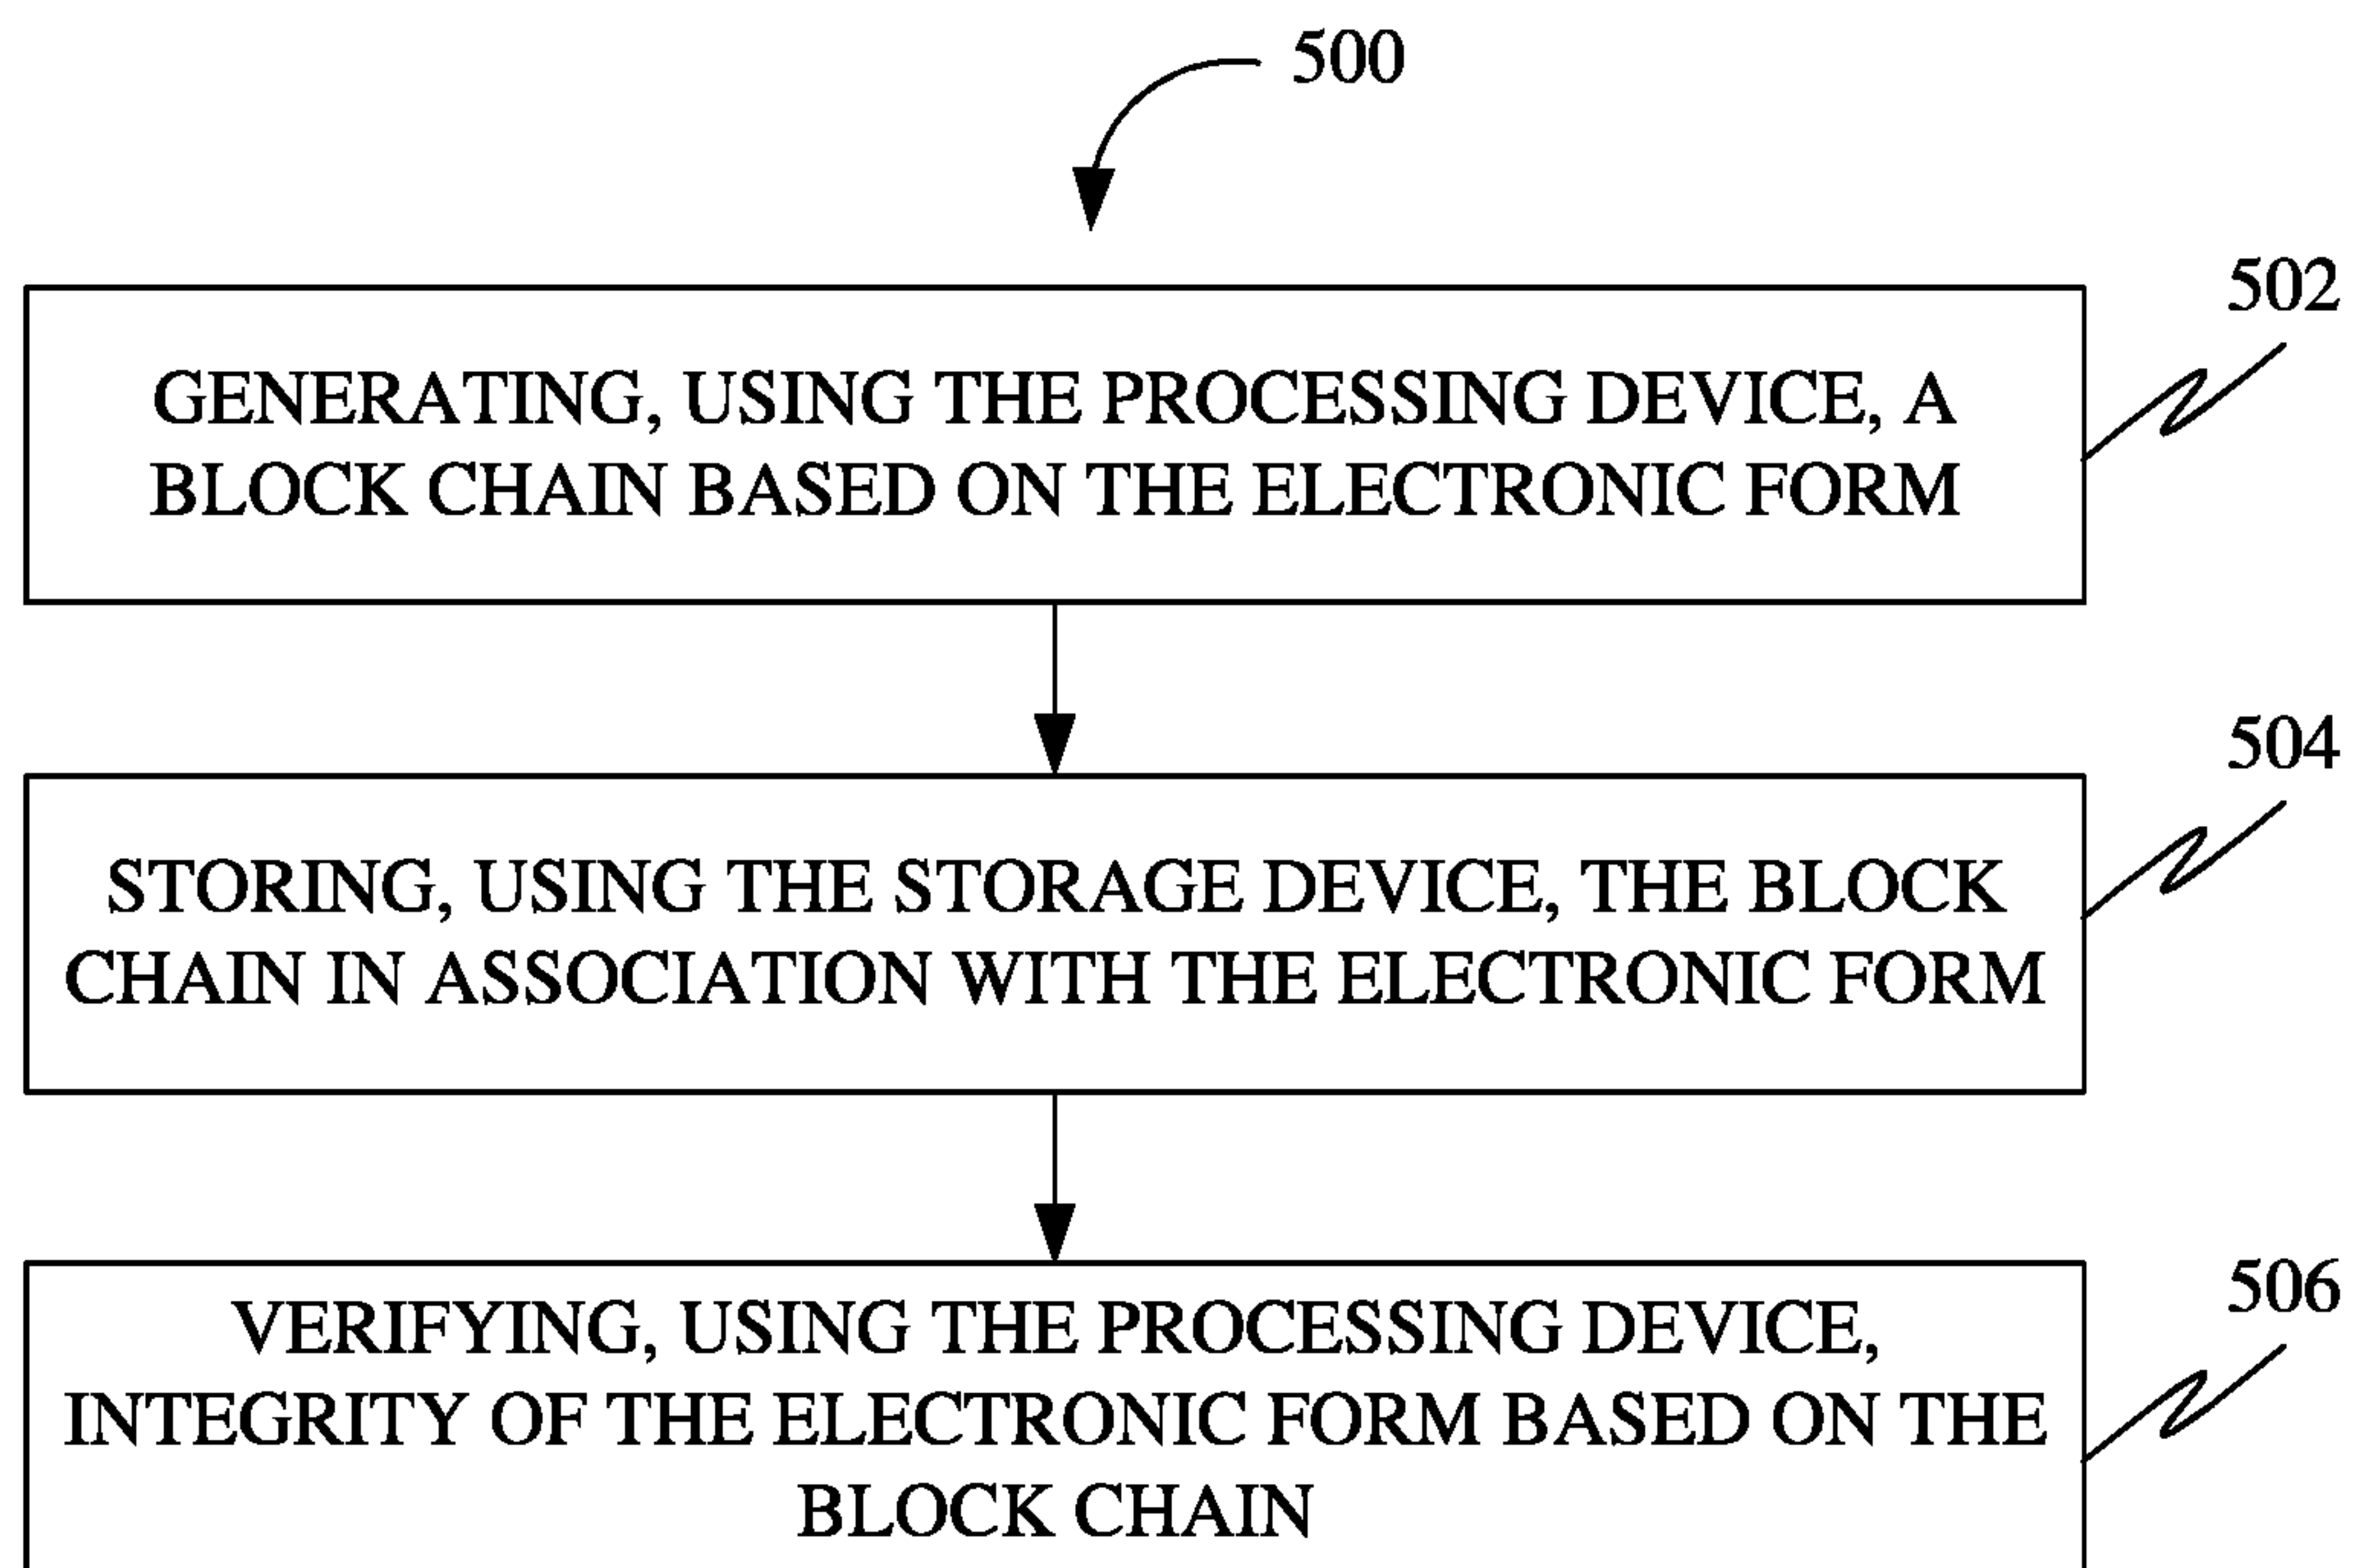 500
502
GENERATING, USING THE PROCESSING DEVICE, A
BLOCK CHAIN BASED ON THE ELECTRONIC FORM
504
STORING, USING THE STORAGE DEVICE, THE BLOCK
CHAIN IN ASSOCIATION WITH THE ELECTRONIC FORM
506
VERIFYING, USING THE PROCESSING DEVICE,
INTEGRITY OF THE ELECTRONIC FORM BASED ON THE
BLOCK CHAIN